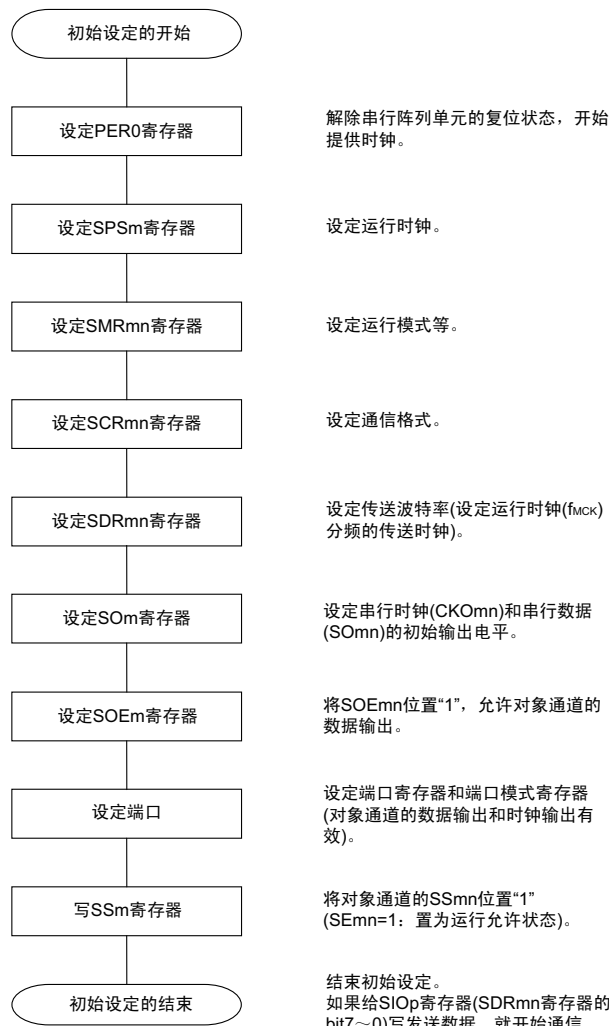 初始设定的开始
设定PER0寄存器
解除串行阵列单元的复位状态，开始
提供时钟。
设定SPSm寄存器
设定运行时钟。
设定SMRmn寄存器
设定运行模式等。
设定SCRmn寄存器
设定通信格式。
设定SDRmn寄存器
设定传送波特率(设定运行时钟(fMCK)
分频的传送时钟)。
设定SOm寄存器
设定串行时钟(CKOmn)和串行数据
(SOmn)的初始输出电平。
设定SOEm寄存器
将SOEmn位置“1”，允许对象通道的
数据输出。
设定端口
设定端口寄存器和端口模式寄存器
(对象通道的数据输出和时钟输出有
效)。
写SSm寄存器
将对象通道的SSmn位置“1”
(SEmn=1：置为运行允许状态)。
初始设定的结束
结束初始设定。
如果给SIOp寄存器(SDRmn寄存器的
bit7～0)写发送数据，就开始通信